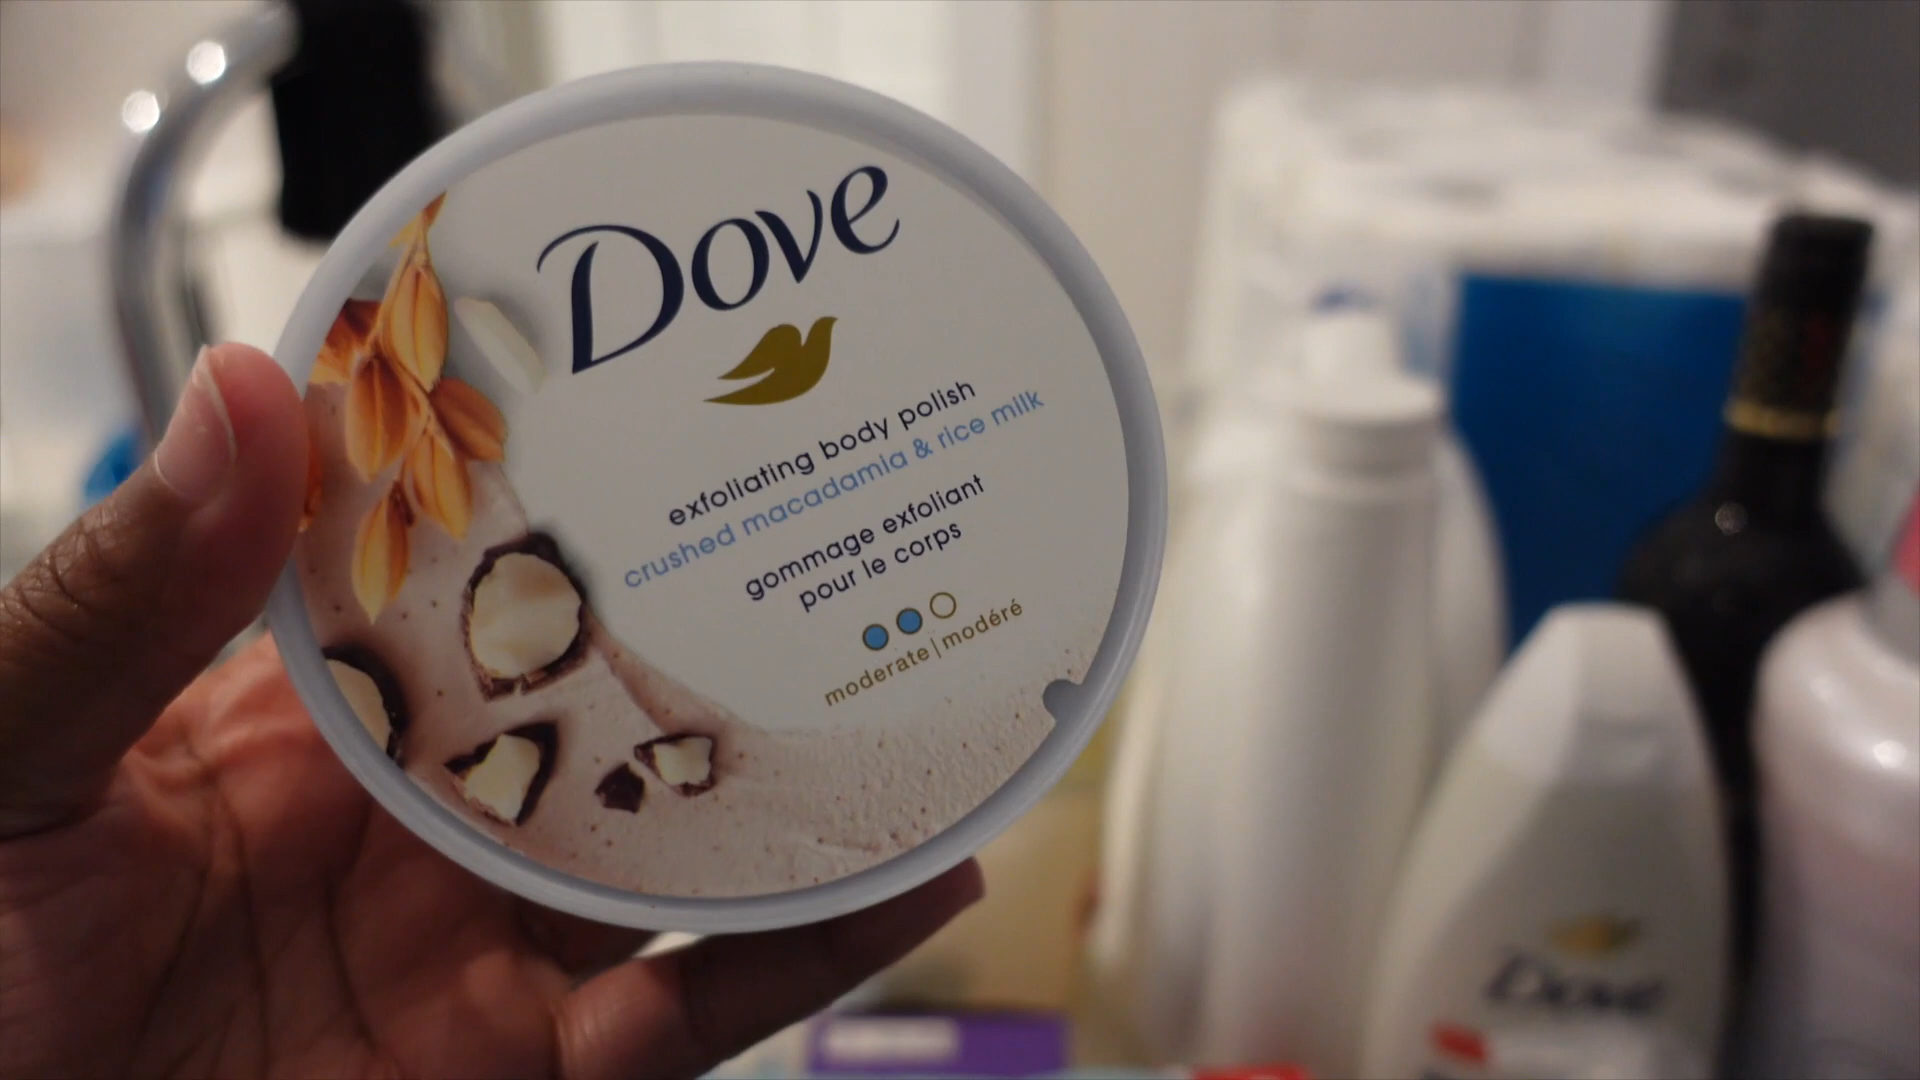 Dove
exfoliating body polish
crushed macadamia & rice milk
gommage exfoliant
pour le corps
moderate|modéré
Dove